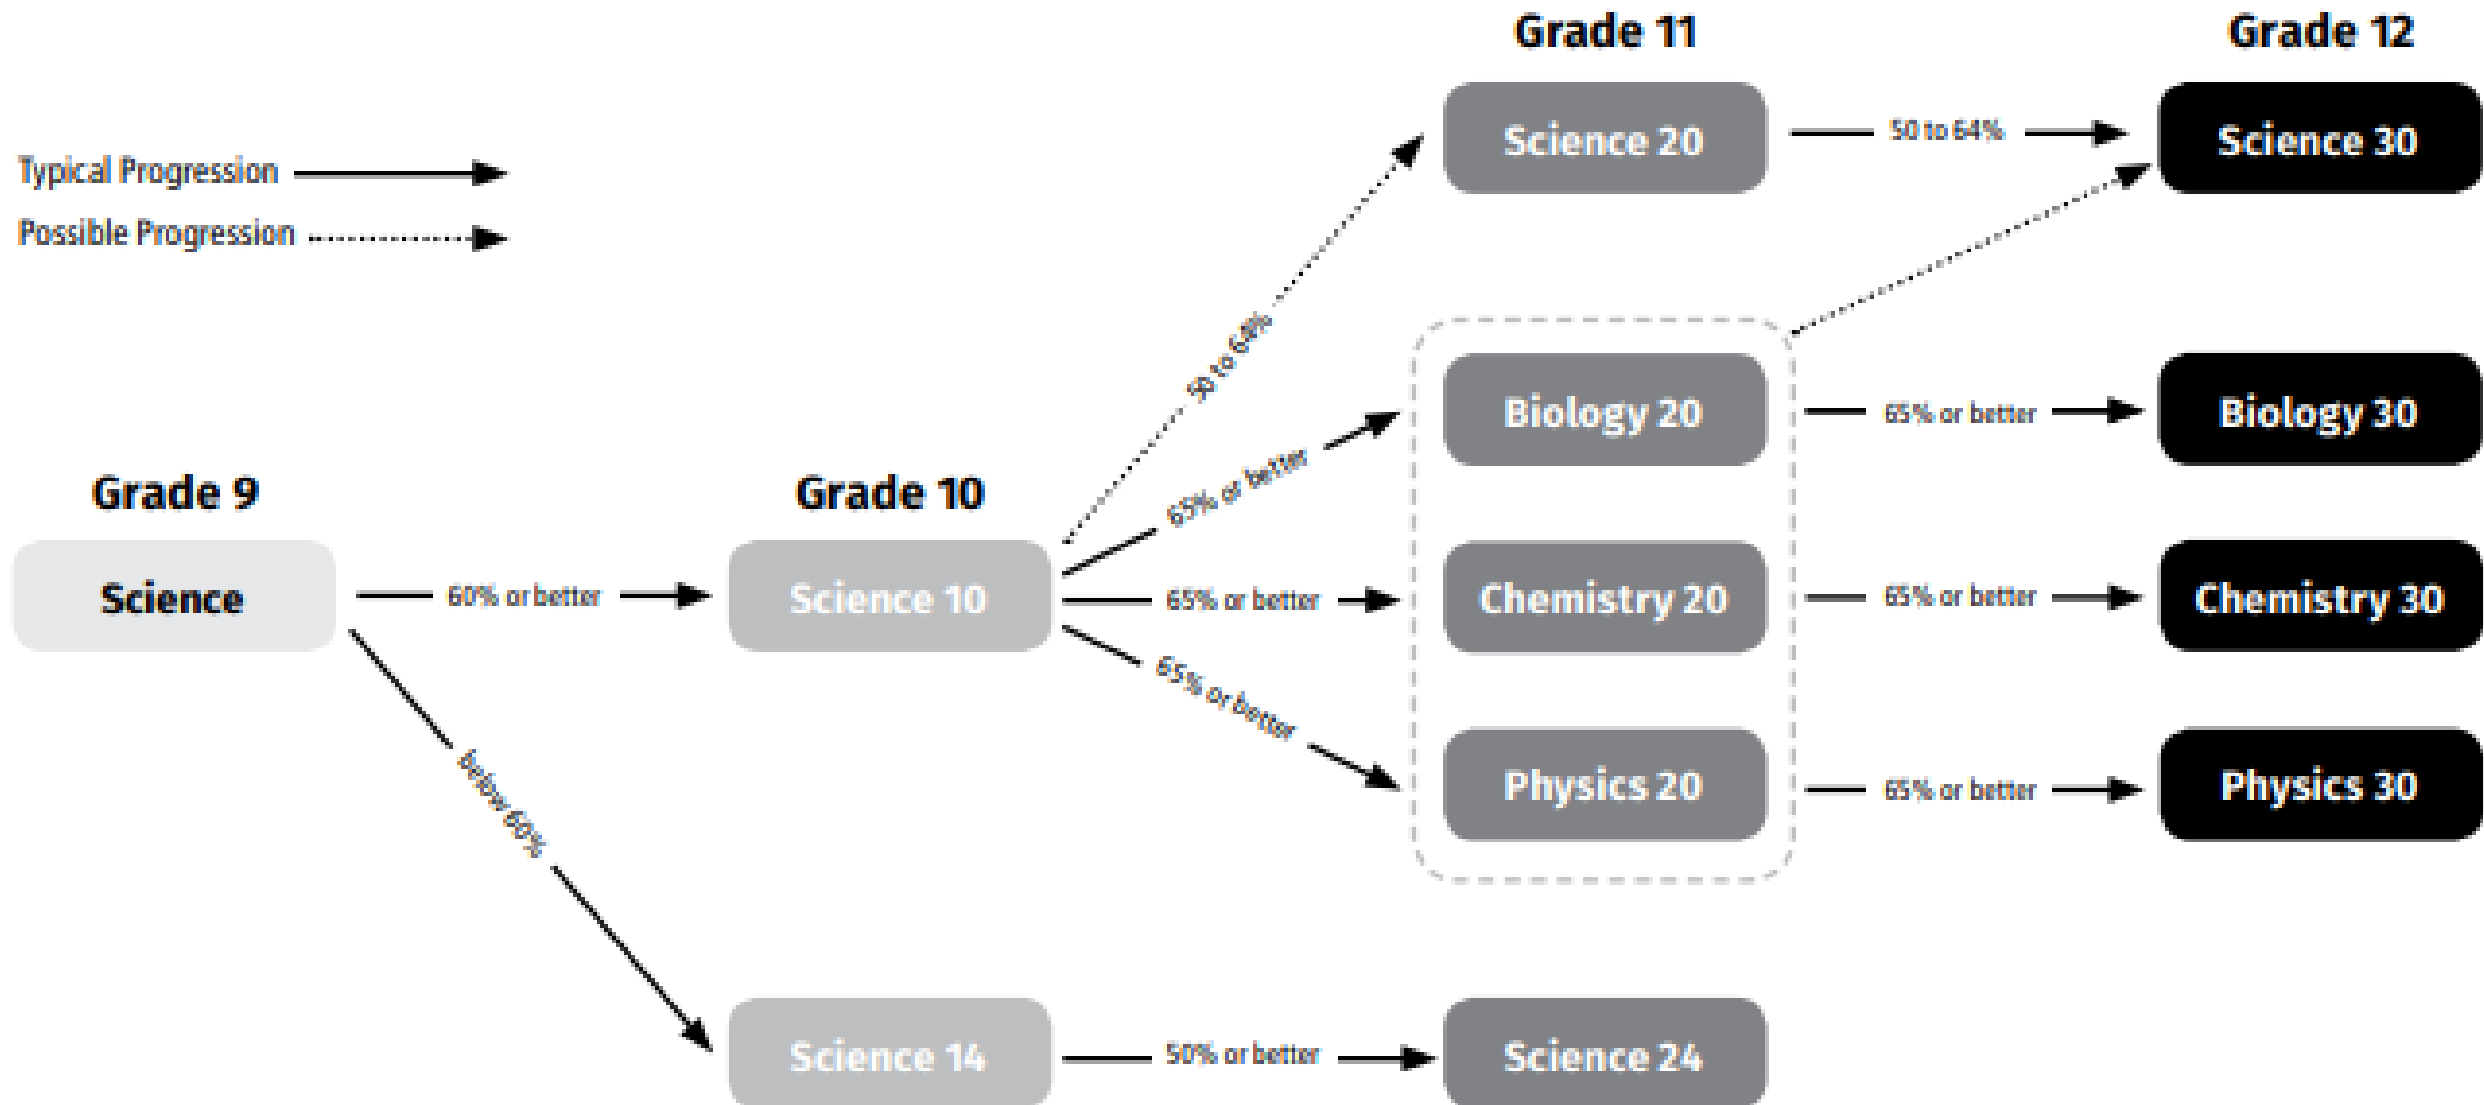 Grade 11
Grade 12
Science 20
50 to 64%
Science 30
Typical Progression
Possible Progression
50 to 64%
Biology 20
65% or better
Biology 30
65% or better
Grade 9
Grade 10
Science
60% or better
Science 10
65% or better
Chemistry 20
65% or better
Chemistry 30
65% or better
Physics 20
65% or better
Physics 30
below 60%
Science 14
50% or better
Science 24